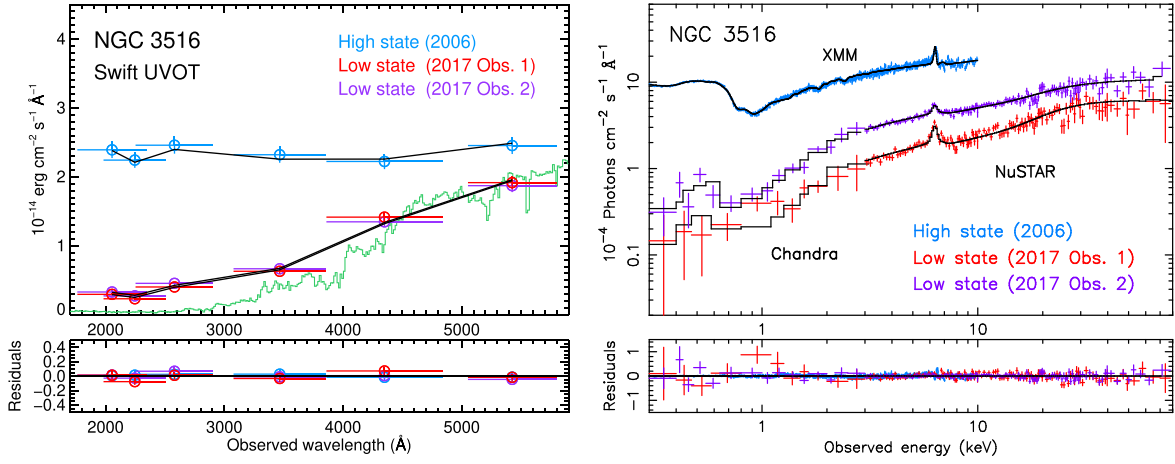 NGC 3516
Swift UVOT
High state (2006)
Low state (2017 Obs. 1)
Low state (2017 Obs. 2)
10⁻¹⁴ erg cm⁻² s⁻¹ Å⁻¹
4
3
2
1
0
2000 3000 4000 5000
Residuals
0.4
0.2
0.0
−0.2
−0.4
2000 3000 4000 5000
Observed wavelength (Å)
NGC 3516
XMM
NuSTAR
Chandra
High state (2006)
Low state (2017 Obs. 1)
Low state (2017 Obs. 2)
10⁻⁴ Photons cm⁻² s⁻¹ Å⁻¹
10
1
0.1
1 10
Residuals
1
0
−1
1 10
Observed energy (keV)